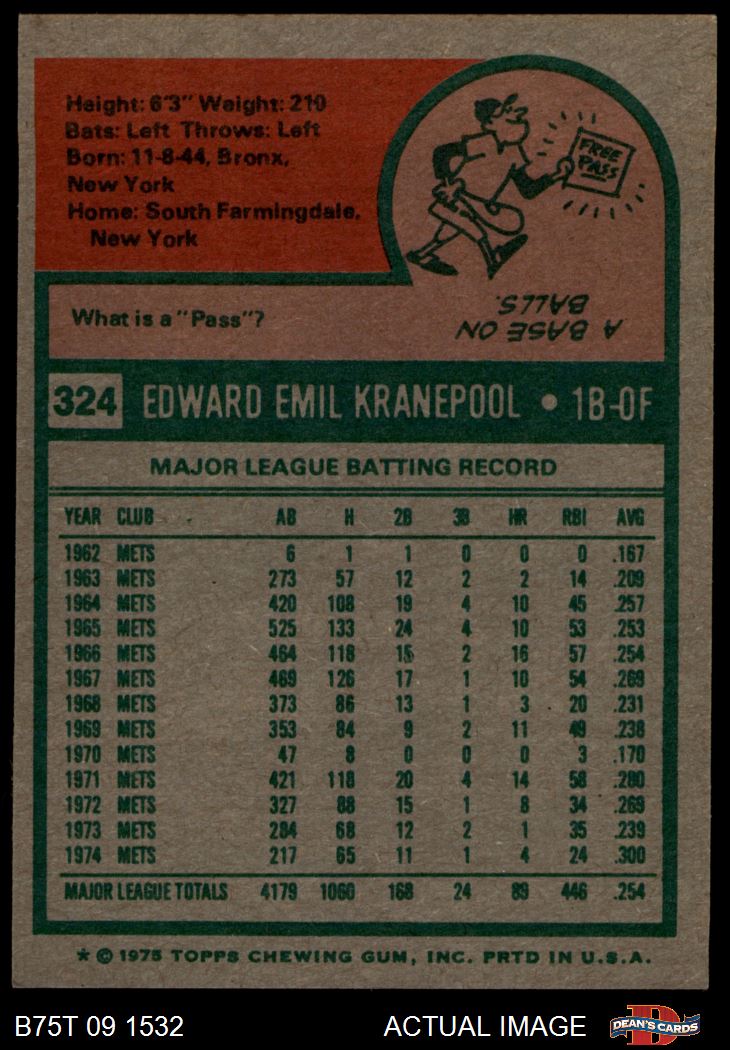 Height: 6'3" Weight: 210
Bats: Left Throws: Left
Born: 11-8-44, Bronx,
New York
Home: South Farmingdale,
New York
FREE
PASS
What is a "Pass"?
A BASE ON
BALLS.
324 EDWARD EMIL KRANEPOOL • 1B-OF
MAJOR LEAGUE BATTING RECORD
YEAR CLUB AB H 2B 3B HR RBI AVG
1962 METS 6 1 1 0 0 0 .167
1963 METS 273 57 12 2 2 14 .209
1964 METS 420 108 19 4 10 45 .257
1965 METS 525 133 24 4 10 53 .253
1966 METS 464 118 15 2 16 57 .254
1967 METS 469 126 17 1 10 54 .269
1968 METS 373 86 13 1 3 20 .231
1969 METS 353 84 9 2 11 49 .238
1970 METS 47 8 0 0 0 3 .170
1971 METS 421 118 20 4 14 58 .280
1972 METS 327 88 15 1 8 34 .269
1973 METS 284 68 12 2 1 35 .239
1974 METS 217 65 11 1 4 24 .300
MAJOR LEAGUE TOTALS 4179 1060 168 24 89 446 .254
* © 1975 TOPPS CHEWING GUM, INC. PRTD IN U.S.A.
B75T 09 1532 ACTUAL IMAGE DEAN'S CARDS